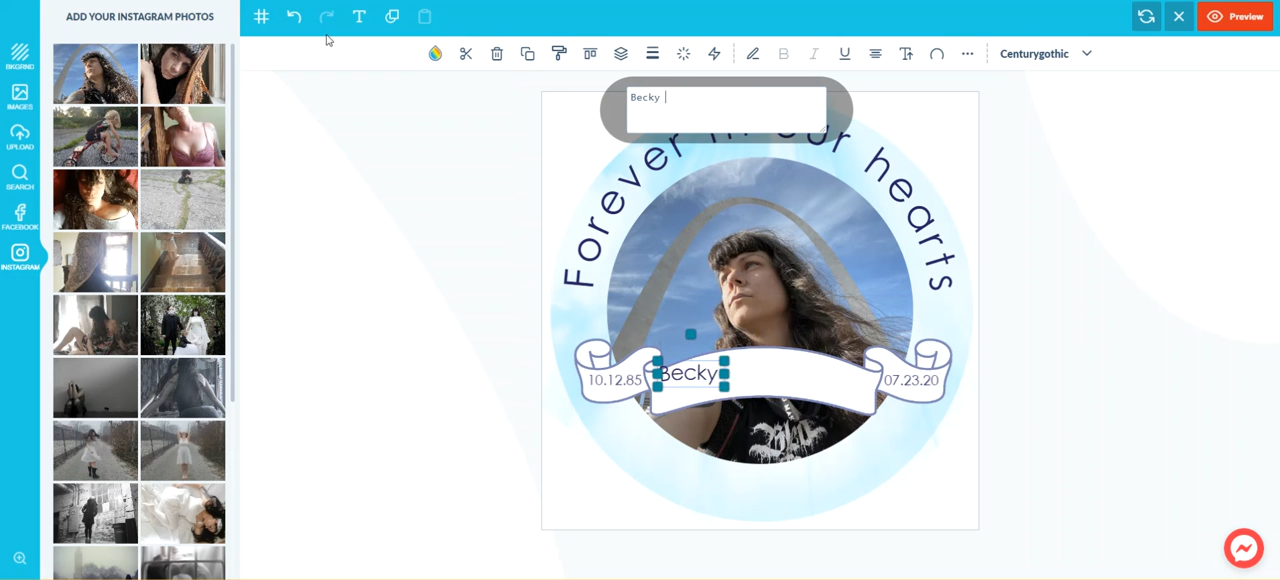 ADD YOUR INSTAGRAM PHOTOS
Preview
BKGRND
IMAGES
UPLOAD
SEARCH
FACEBOOK
INSTAGRAM
B I U
Centurygothic
Becky
Forever in our hearts
10.12.85
Becky
07.23.20